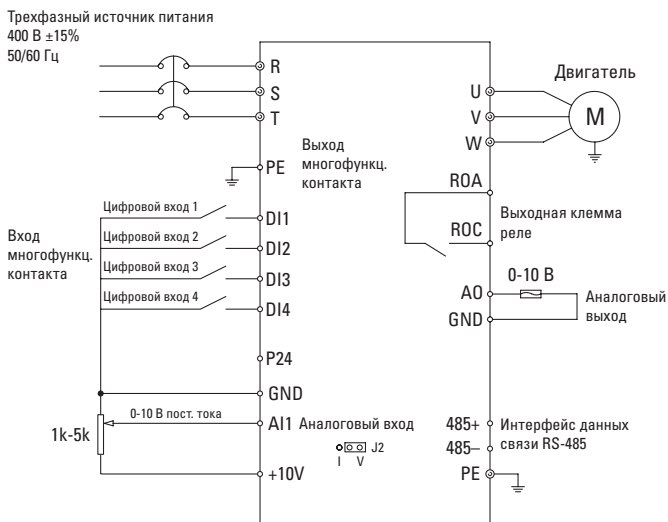 Трехфазный источник питания
400 В ±15%
50/60 Гц
R
S
T
PE
Выход
многофункц.
контакта
U
V
W
Двигатель
M
ROA
ROC
Выходная клемма
реле
Вход
многофункц.
контакта
Цифровой вход 1
DI1
Цифровой вход 2
DI2
Цифровой вход 3
DI3
Цифровой вход 4
DI4
P24
GND
0-10 В
AO
GND
Аналоговый
выход
1k-5k
0-10 В пост. тока
AI1 Аналоговый вход
J2
I V
+10V
485+
485–
Интерфейс данных
связи RS-485
PE